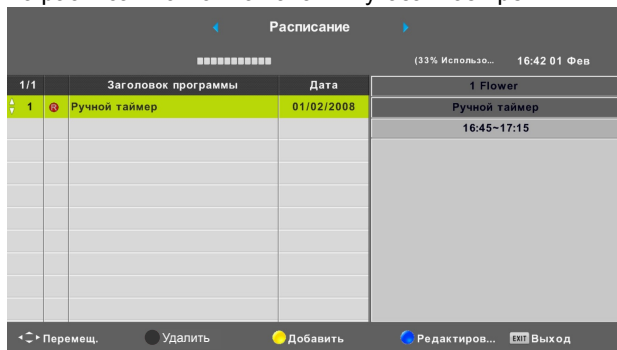 Расписание
(33% Использо... 16:42 01 Фев
1/1 Заголовок программы Дата 1 Flower
1 R Ручной таймер 01/02/2008 Ручной таймер
16:45~17:15
Перемещ. Удалить Добавить Редактиров... EXIT Выход